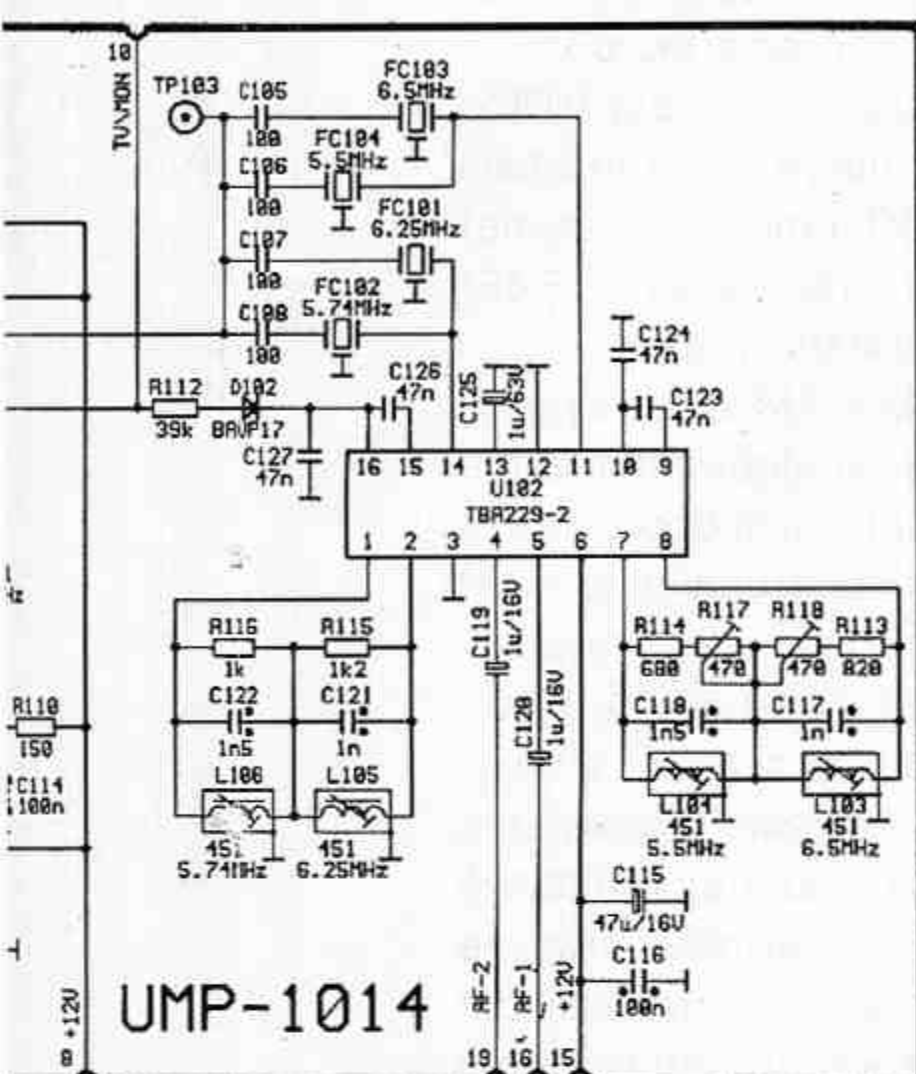 10
TV\MON
TP103
C105
100
FC103
6.5MHz
FC104
5.5MHz
C106
100
FC101
6.25MHz
C107
100
FC102
5.74MHz
C108
100
R112
39k
D102
BAVP17
C126
47n
C127
47n
C125
1u/63V
C124
47n
C123
47n
16 15 14 13 12 11 10 9
U102
TBA229-2
1 2 3 4 5 6 7 8
R116
1k
R115
1k2
C122
1n5
C121
1n
L106
451
5.74MHz
L105
451
6.25MHz
C119
1u/16V
C120
1u/16V
R114
680
R117
470
R118
470
R113
820
C118
1n5
C117
1n
L104
451
5.5MHz
L103
451
6.5MHz
C115
47u/16V
C116
100n
Hz
R110
150
C114
100n
+12V
8
UMP-1014
AF-2
19
AF-1
16
+12V
15